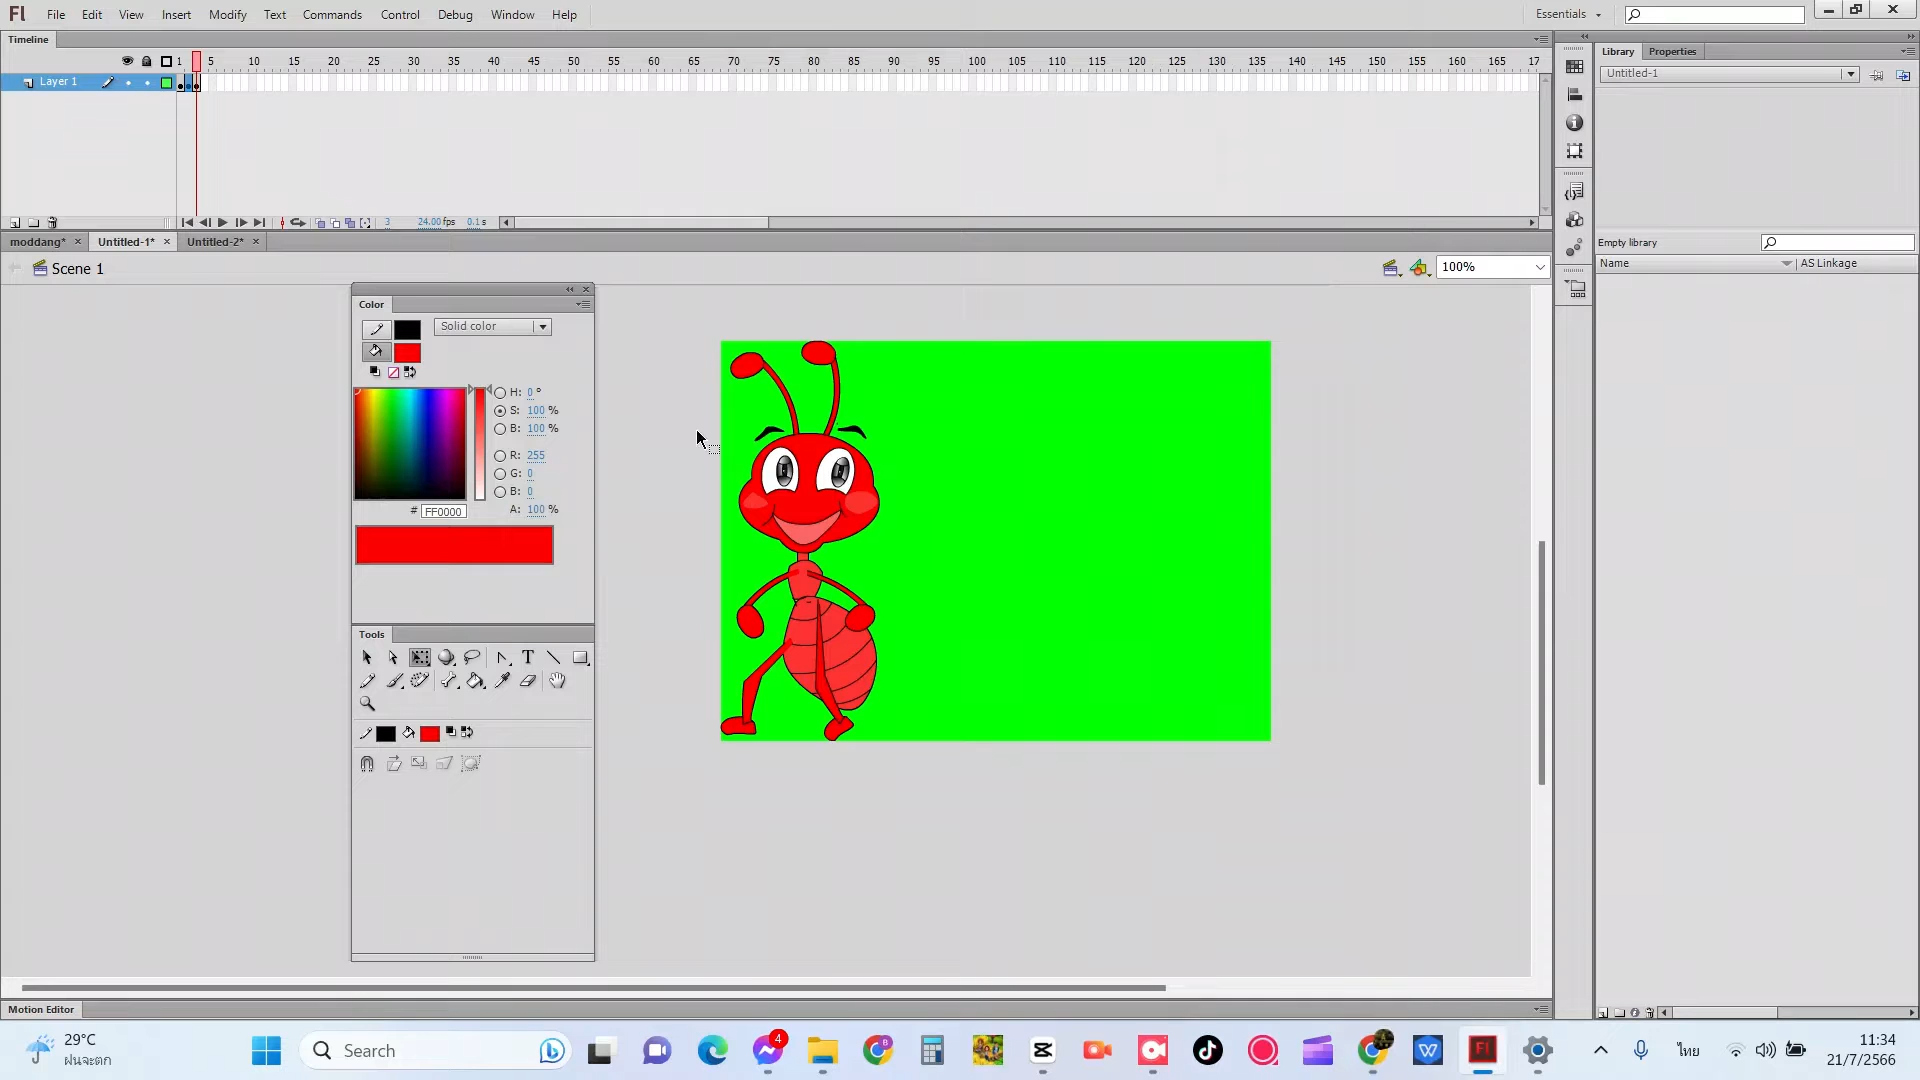 Fl File Edit View Insert Modify Text Commands Control Debug Window Help Essentials
Timeline
1 5 10 15 20 25 30 35 40 45 50 55 60 65 70 75 80 85 90 95 100 105 110 115 120 125 130 135 140 145 150 155 160 165 17
Layer 1
3 24.00 fps 0.1 s
moddang* Untitled-1* Untitled-2*
Scene 1 100%
Color
Solid color
H: 0 °
S: 100 %
B: 100 %
R: 255
G: 0
B: 0
# FF0000 A: 100 %
Tools
T
Motion Editor
Library Properties
Untitled-1
Empty library
Name AS Linkage
29°C
ฝนจะตก
Search
4
B
W
Fl
ไทย
11:34
21/7/2566